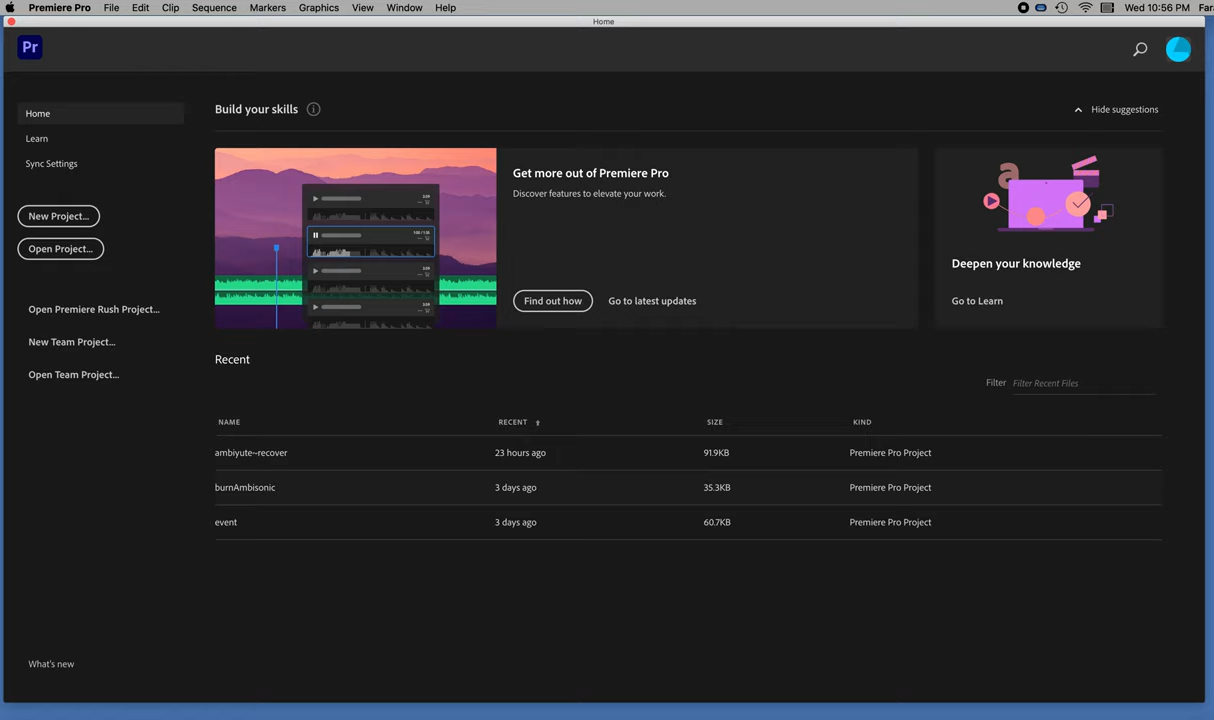 Premiere Pro File Edit Clip Sequence Markers Graphics View Window Help Wed 10:56 PM Far
Home
Pr
Home
Learn
Sync Settings
New Project...
Open Project...
Open Premiere Rush Project...
New Team Project...
Open Team Project...
What's new
Build your skills
Hide suggestions
Get more out of Premiere Pro
Discover features to elevate your work.
Find out how Go to latest updates
a
Deepen your knowledge
Go to Learn
Recent
Filter Filter Recent Files
NAME RECENT SIZE KIND
ambiyute~recover 23 hours ago 91.9KB Premiere Pro Project
burnAmbisonic 3 days ago 35.3KB Premiere Pro Project
event 3 days ago 60.7KB Premiere Pro Project